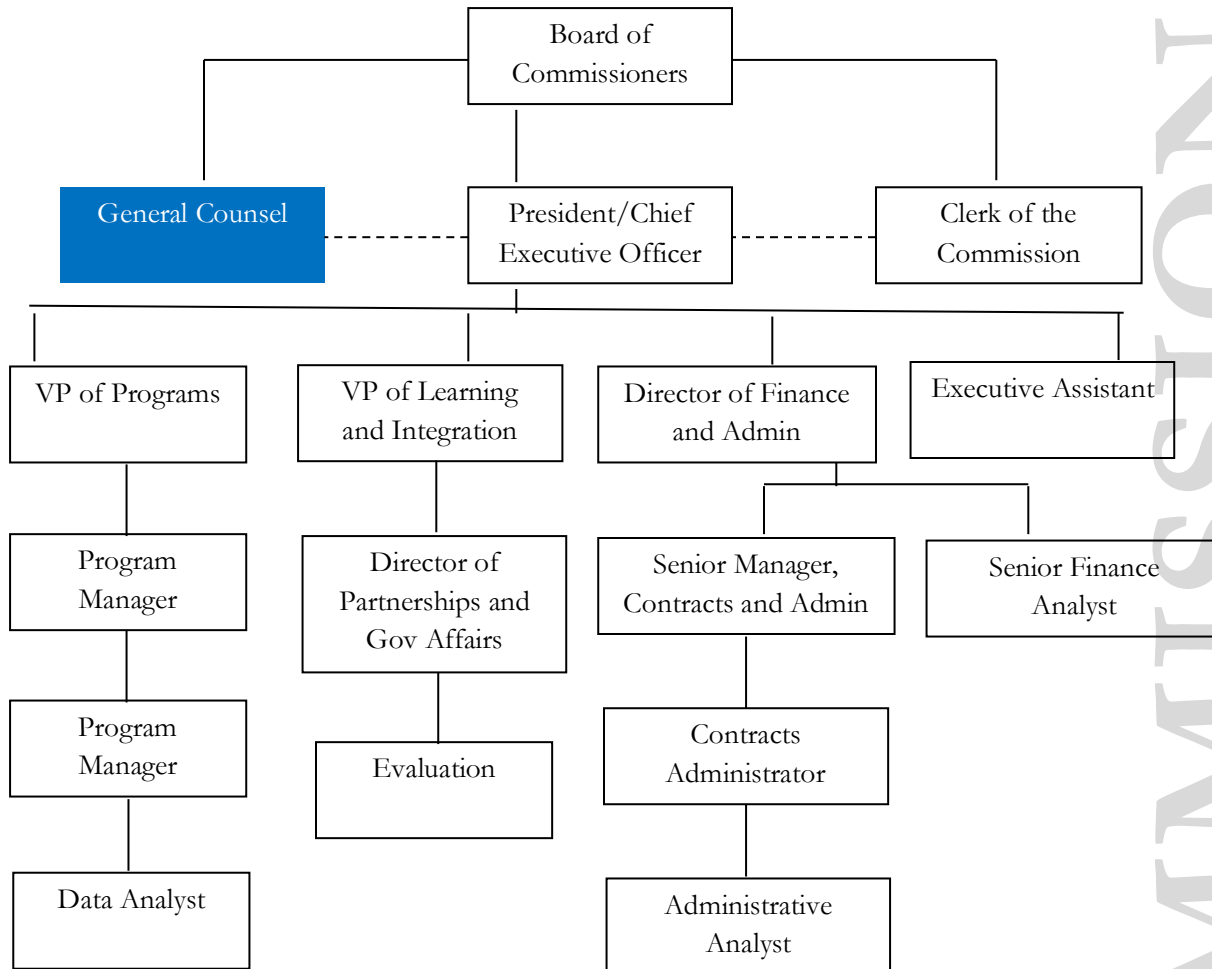 Board of
Commissioners
General Counsel
President/Chief
Executive Officer
Clerk of the
Commission
VP of Programs
VP of Learning
and Integration
Director of Finance
and Admin
Executive Assistant
Program
Manager
Director of
Partnerships and
Gov Affairs
Senior Manager,
Contracts and Admin
Senior Finance
Analyst
Program
Manager
Evaluation
Contracts
Administrator
Data Analyst
Administrative
Analyst